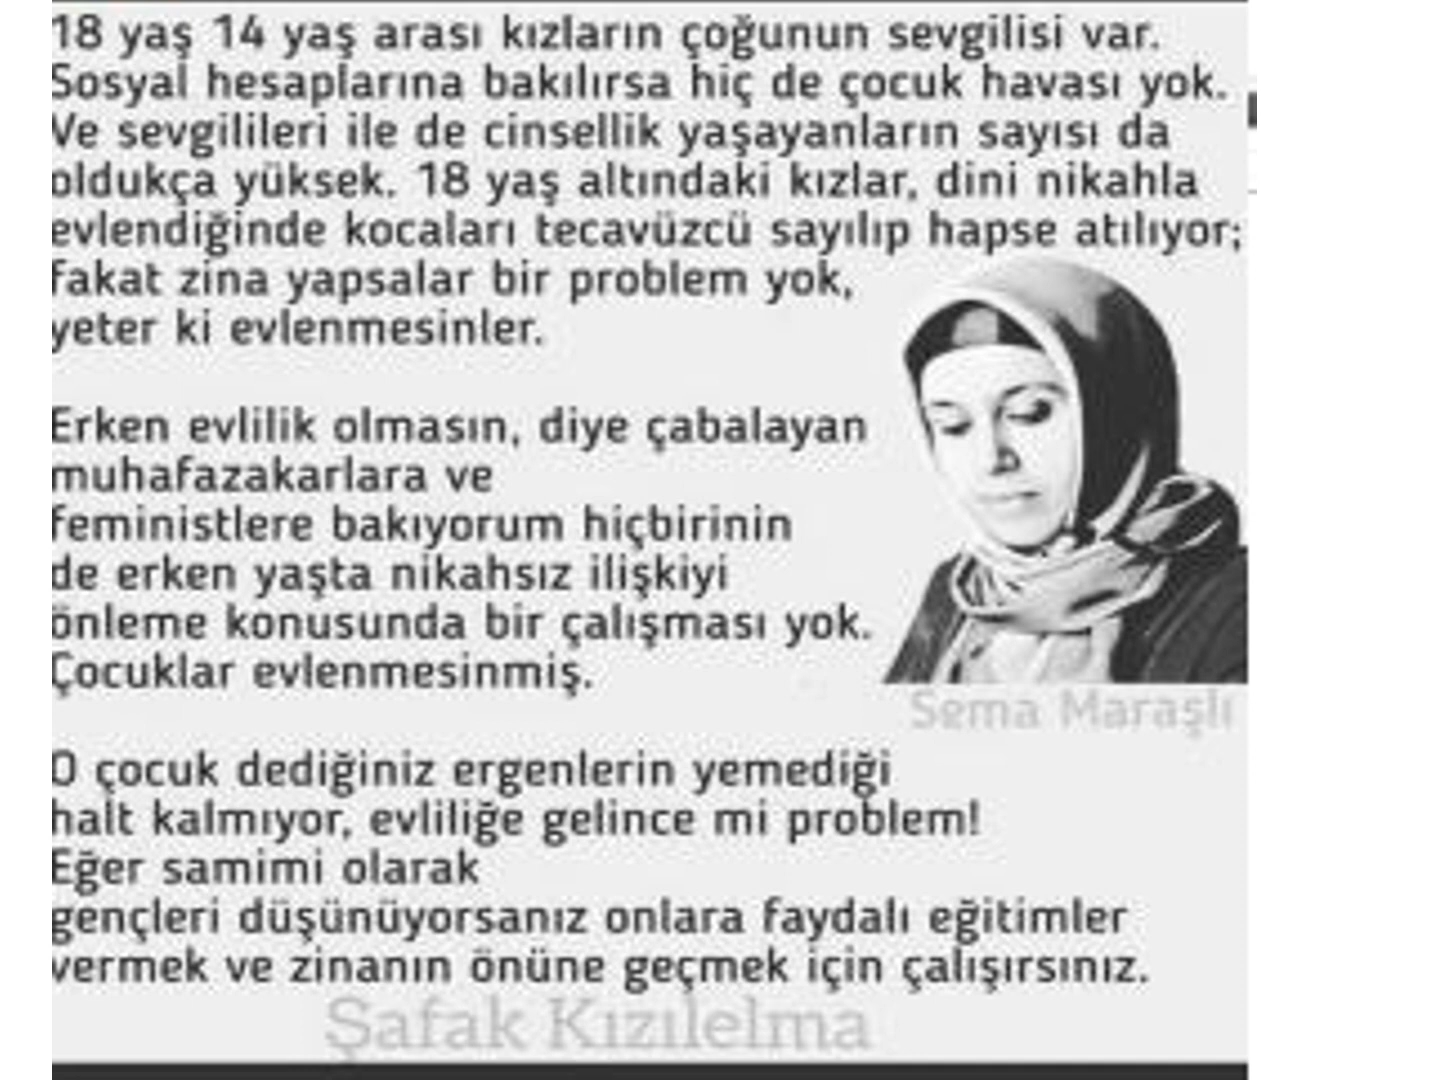 18 yaş 14 yaş arası kızların çoğunun sevgilisi var.
Sosyal hesaplarına bakılırsa hiç de çocuk havası yok.
Ve sevgilileri ile de cinsellik yaşayanların sayısı da
oldukça yüksek. 18 yaş altındaki kızlar, dini nikahla
evlendiğinde kocaları tecavüzcü sayılıp hapse atılıyor;
fakat zina yapsalar bir problem yok,
yeter ki evlenmesinler.
Erken evlilik olmasın, diye çabalayan
muhafazakarlara ve
feministlere bakıyorum hiçbirinin
de erken yaşta nikahsız ilişkiyi
önleme konusunda bir çalışması yok.
Çocuklar evlenmesinmiş.
Sema Maraşlı
O çocuk dediğiniz ergenlerin yemediği
halt kalmıyor, evliliğe gelince mi problem!
Eğer samimi olarak
gençleri düşünüyorsanız onlara faydalı eğitimler
vermek ve zinanın önüne geçmek için çalışırsınız.
Şafak Kızılelma